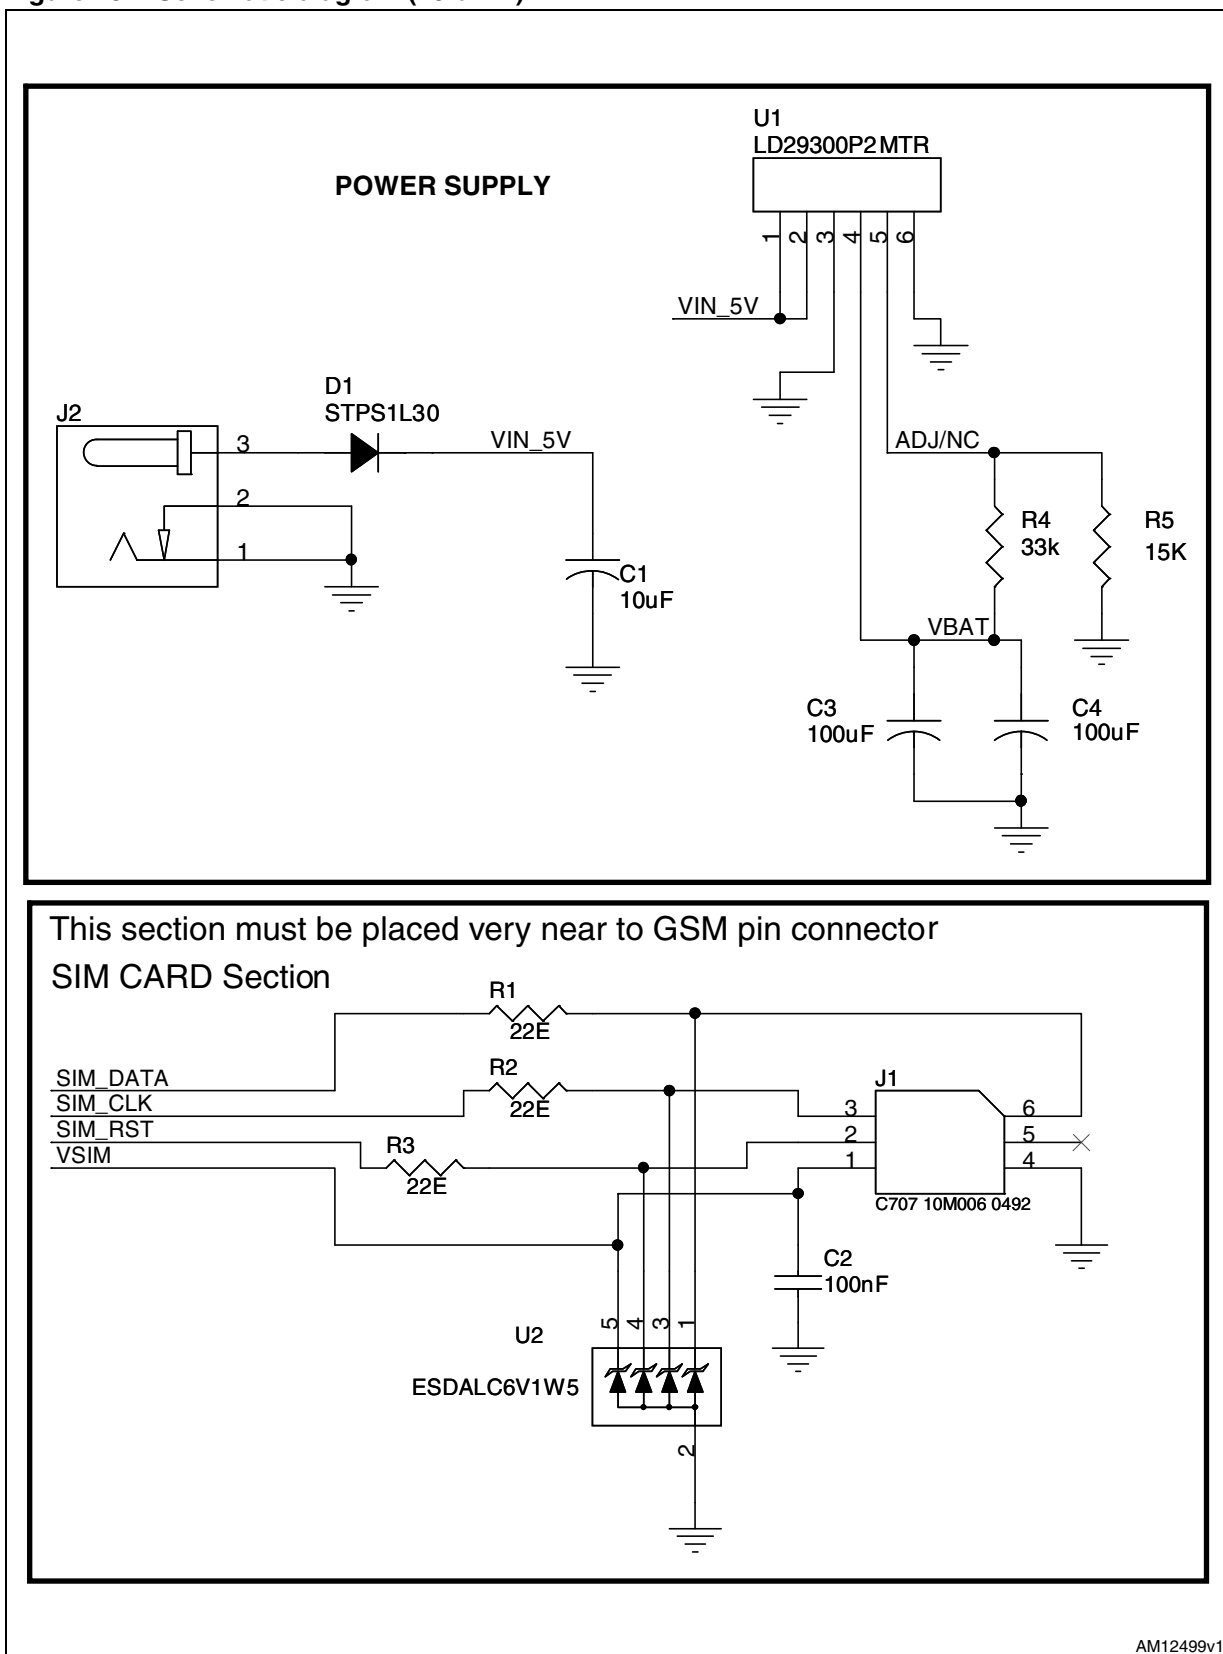 U1
LD29300P2MTR
POWER SUPPLY
1
2
3
4
5
6
VIN_5V
D1
STPS1L30
J2
3
VIN_5V
ADJ/NC
2
1
R4
33k
R5
15K
C1
10uF
VBAT
C3
100uF
C4
100uF
This section must be placed very near to GSM pin connector
SIM CARD Section
R1
22E
SIM_DATA
R2
22E
SIM_CLK
SIM_RST
R3
22E
VSIM
J1
3
2
1
6
5
4
C707 10M006 0492
C2
100nF
5
4
3
1
U2
ESDALC6V1W5
2
AM12499v1